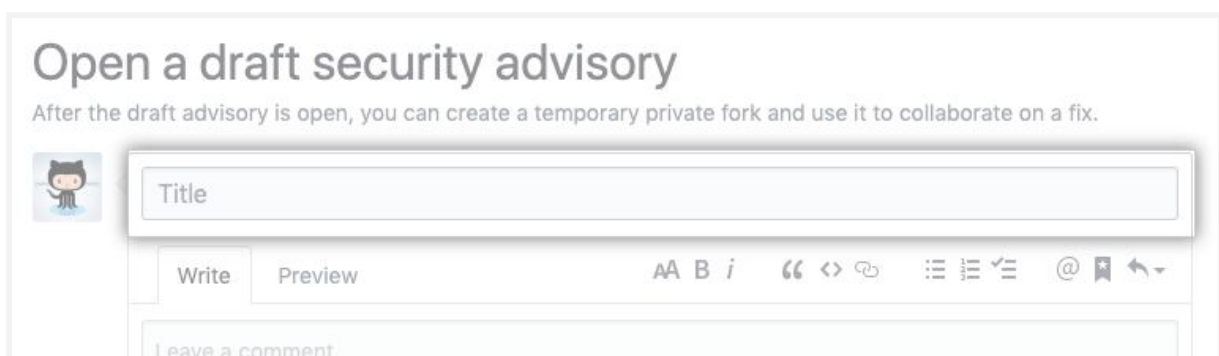 Open a draft security advisory
After the draft advisory is open, you can create a temporary private fork and use it to collaborate on a fix.
Title
Write Preview AA B i
Leave a comment